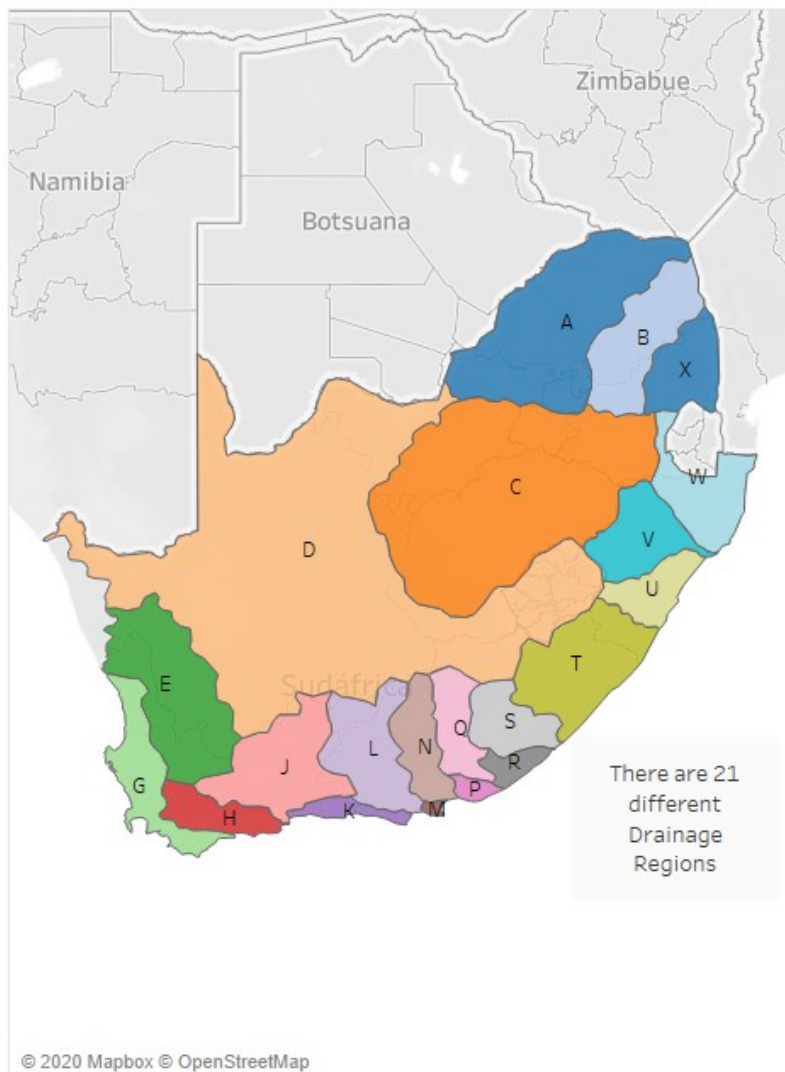 Zimbabue
Namibia
Botsuana
A
B
X
C
W
D
V
U
T
E
Sudáfrica
S
Q
N
L
R
J
G
P
M
K
H
There are 21
different
Drainage
Regions
© 2020 Mapbox © OpenStreetMap